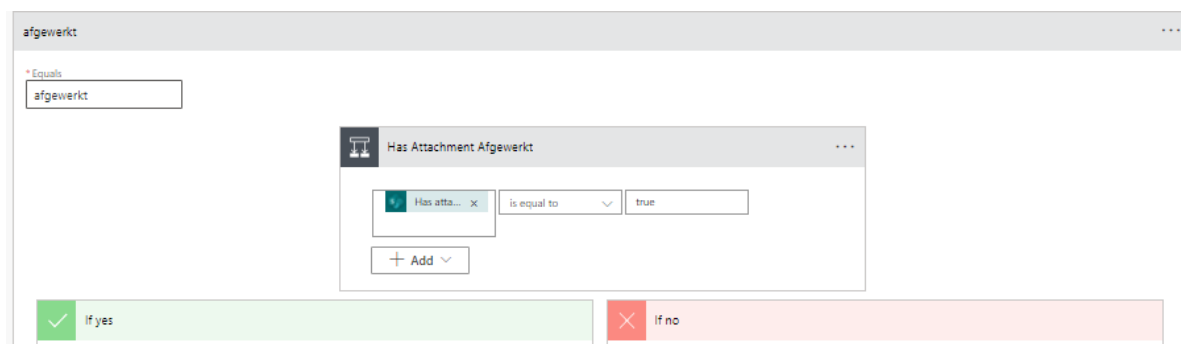 afgewerkt
* Equals
afgewerkt
Has Attachment Afgewerkt
Has atta... x is equal to true
+ Add
If yes If no